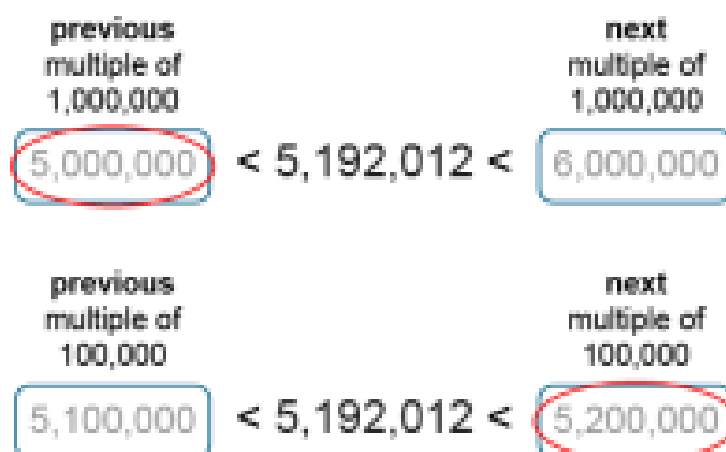 previous
multiple of
1,000,000
next
multiple of
1,000,000
5,000,000 < 5,192,012 < 6,000,000
previous
multiple of
100,000
next
multiple of
100,000
5,100,000 < 5,192,012 < 5,200,000